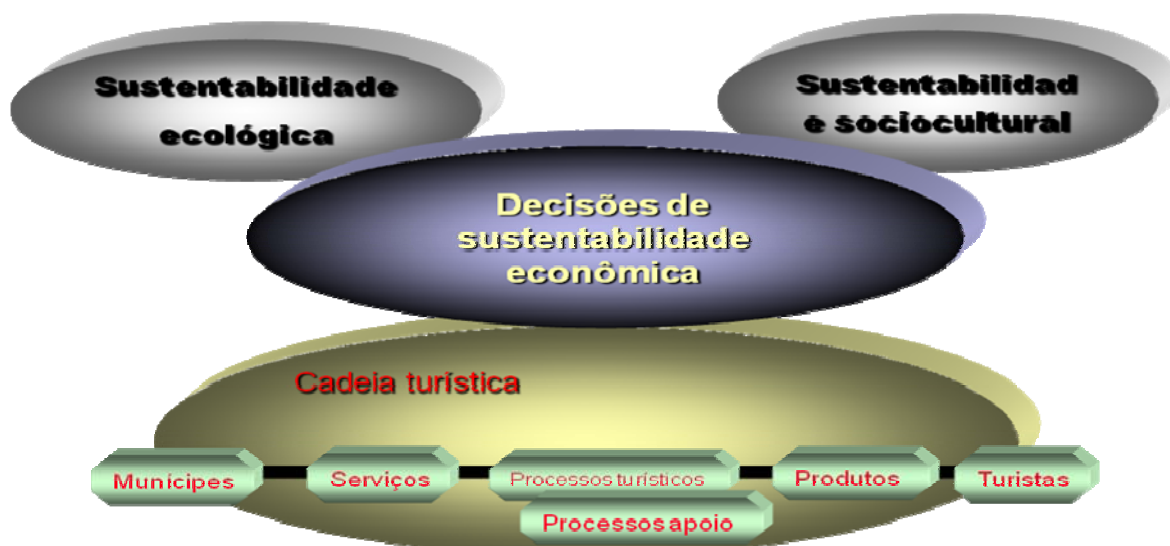 Sustentabilidade
ecológica
Sustentabilidad
e sociocultural
Decisões de
sustentabilidade
econômica
Cadeia turística
Munícipes
Serviços
Processos turísticos
Produtos
Turistas
Processos apoio